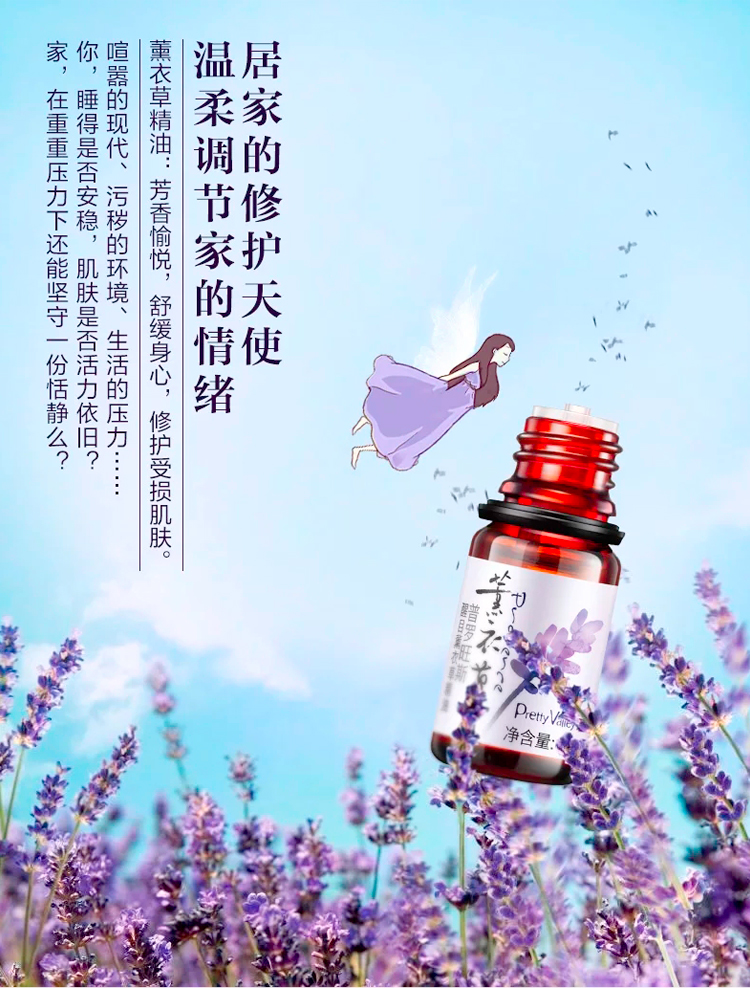 居家的修护天使
温柔调节家的情绪
薰衣草精油：芳香愉悦，舒缓身心，修护受损肌肤。
喧嚣的现代、污秽的环境、生活的压力……
你，睡得是否安稳，肌肤是否活力依旧？
家，在重重压力下还能坚守一份恬静么？
薰衣草
普罗旺斯
Pretty Valley
净含量: